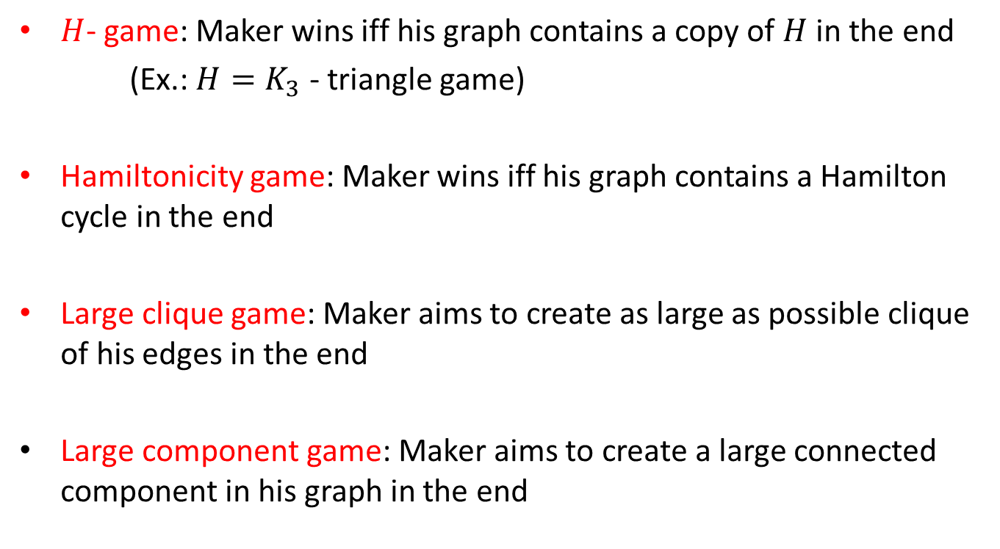 • H- game: Maker wins iff his graph contains a copy of H in the end
(Ex.: H = K₃ - triangle game)
• Hamiltonicity game: Maker wins iff his graph contains a Hamilton
cycle in the end
• Large clique game: Maker aims to create as large as possible clique
of his edges in the end
• Large component game: Maker aims to create a large connected
component in his graph in the end